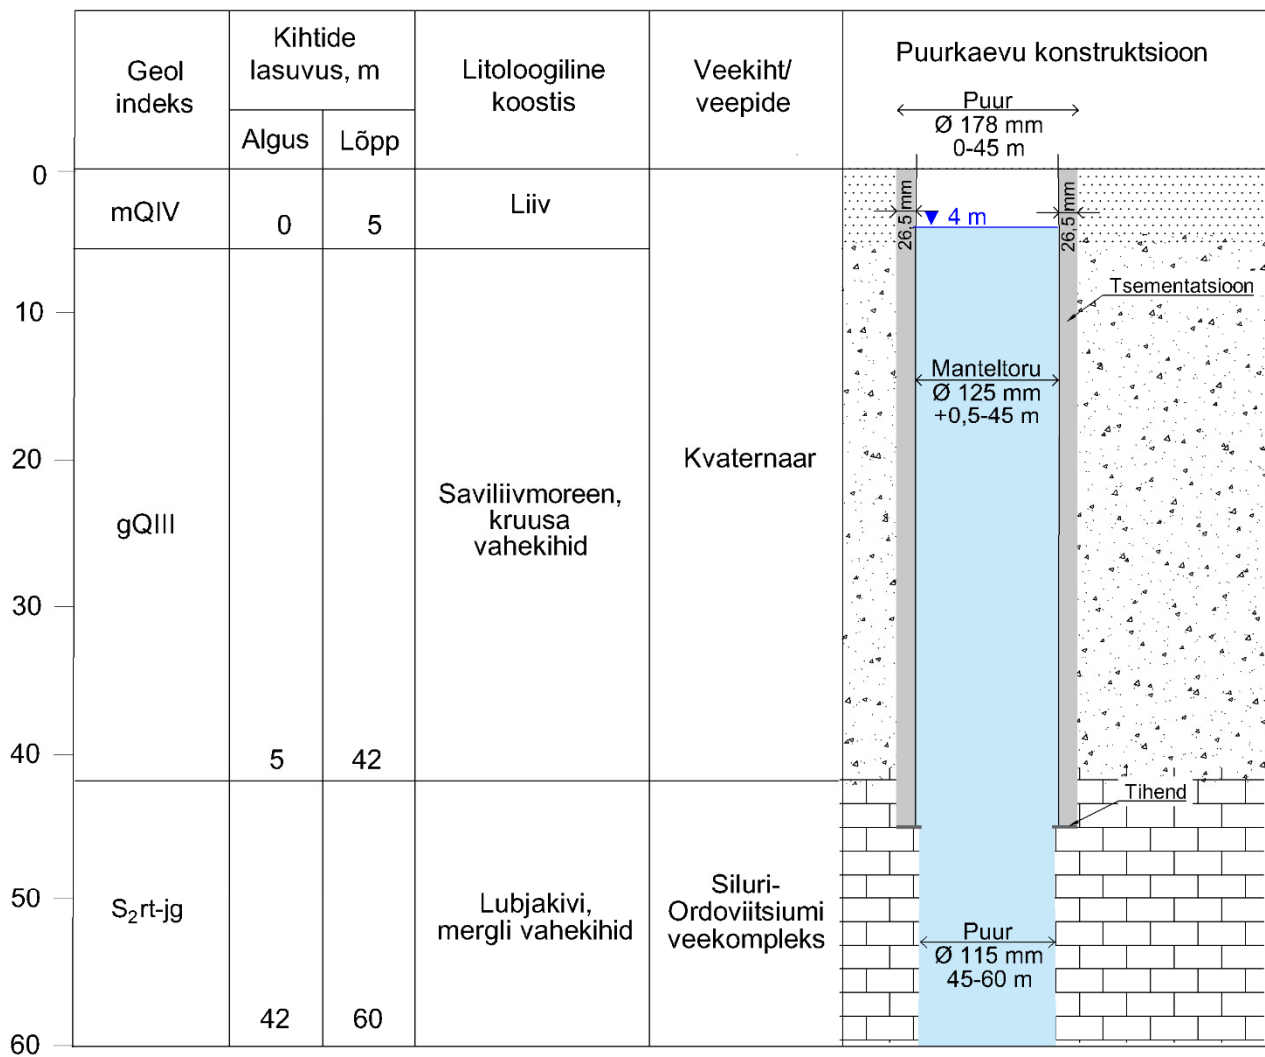 Geol
indeks
Kihtide
lasuvus, m
Algus
Lõpp
Litoloogiline
koostis
Veekiht/
veepide
Puurkaevu konstruktsioon
Puur
Ø 178 mm
0-45 m
0
mQIV
0
5
Liiv
26,5 mm
4 m
26,5 mm
Tsementatsioon
10
Manteltoru
Ø 125 mm
+0,5-45 m
20
Kvaternaar
gQIII
Saviliivmoreen,
kruusa
vahekihid
30
40
5
42
Tihend
50
S₂rt-jg
Lubjakivi,
mergli vahekihid
Siluri-
Ordoviitsiumi
veekompleks
Puur
Ø 115 mm
45-60 m
42
60
60